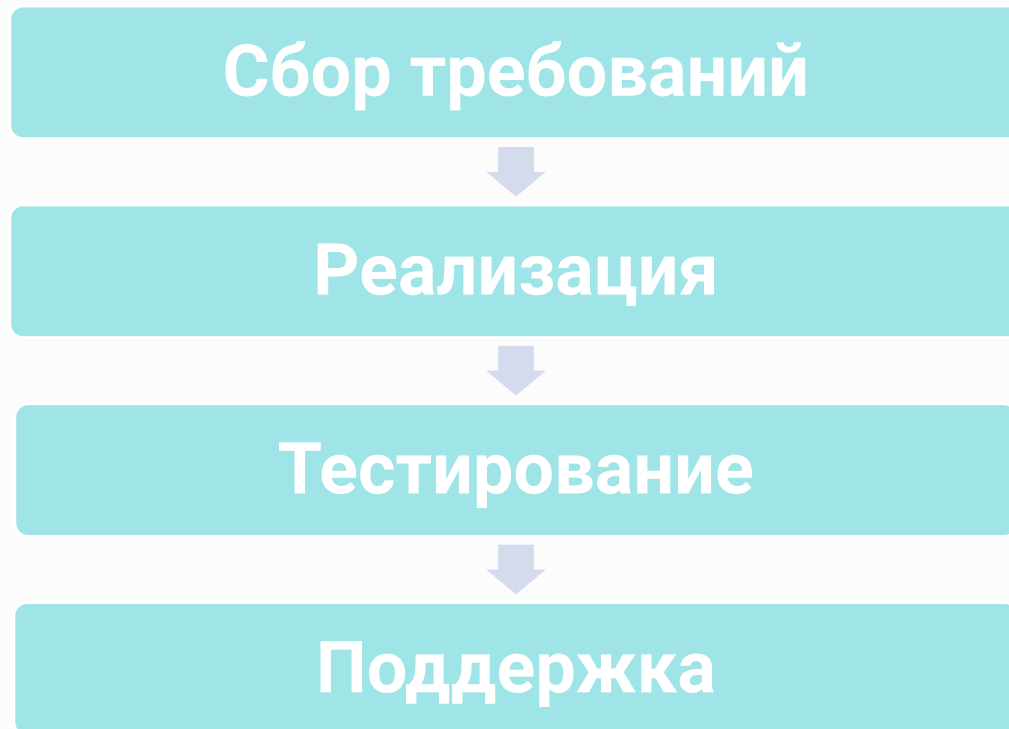 Сбор требований
Реализация
Тестирование
Поддержка